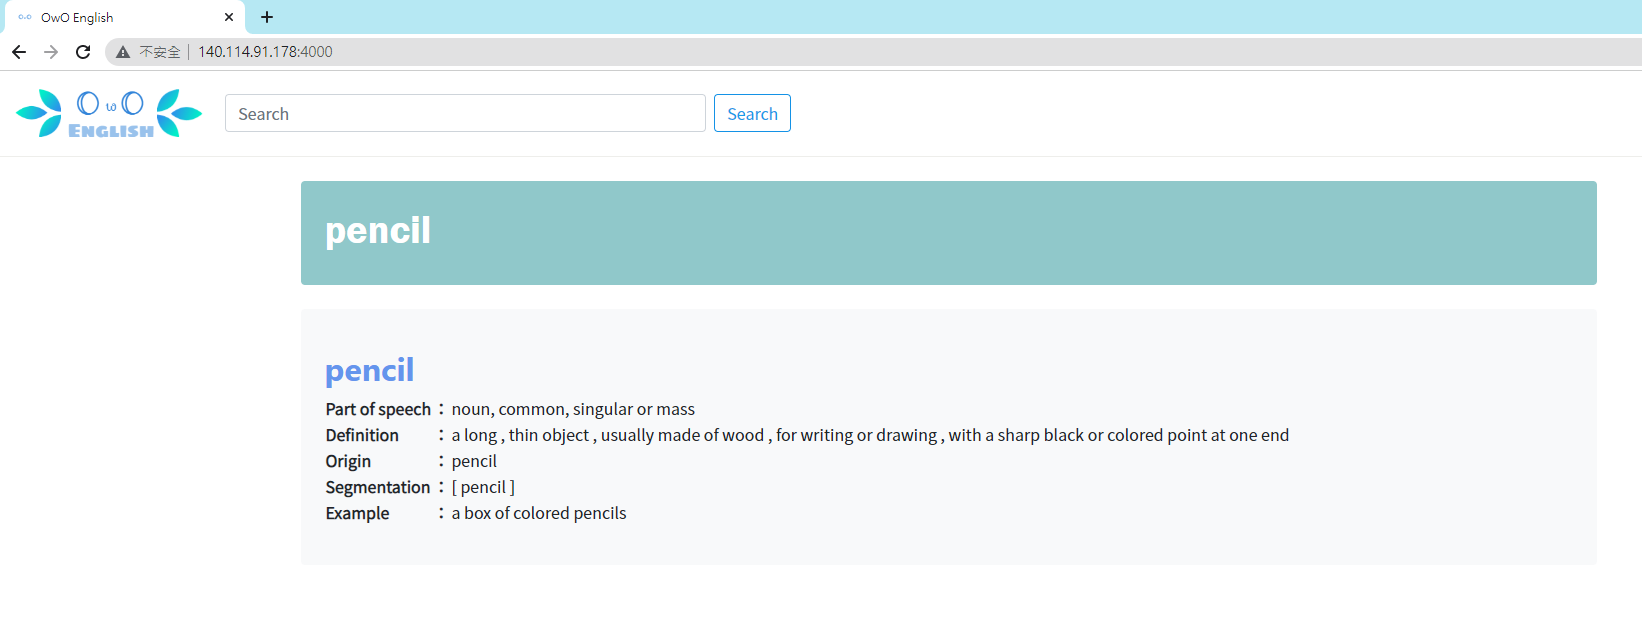 OwO English
不安全 140.114.91.178:4000
OwO
ENGLISH
Search
Search
pencil
pencil
Part of speech : noun, common, singular or mass
Definition : a long , thin object , usually made of wood , for writing or drawing , with a sharp black or colored point at one end
Origin : pencil
Segmentation : [ pencil ]
Example : a box of colored pencils